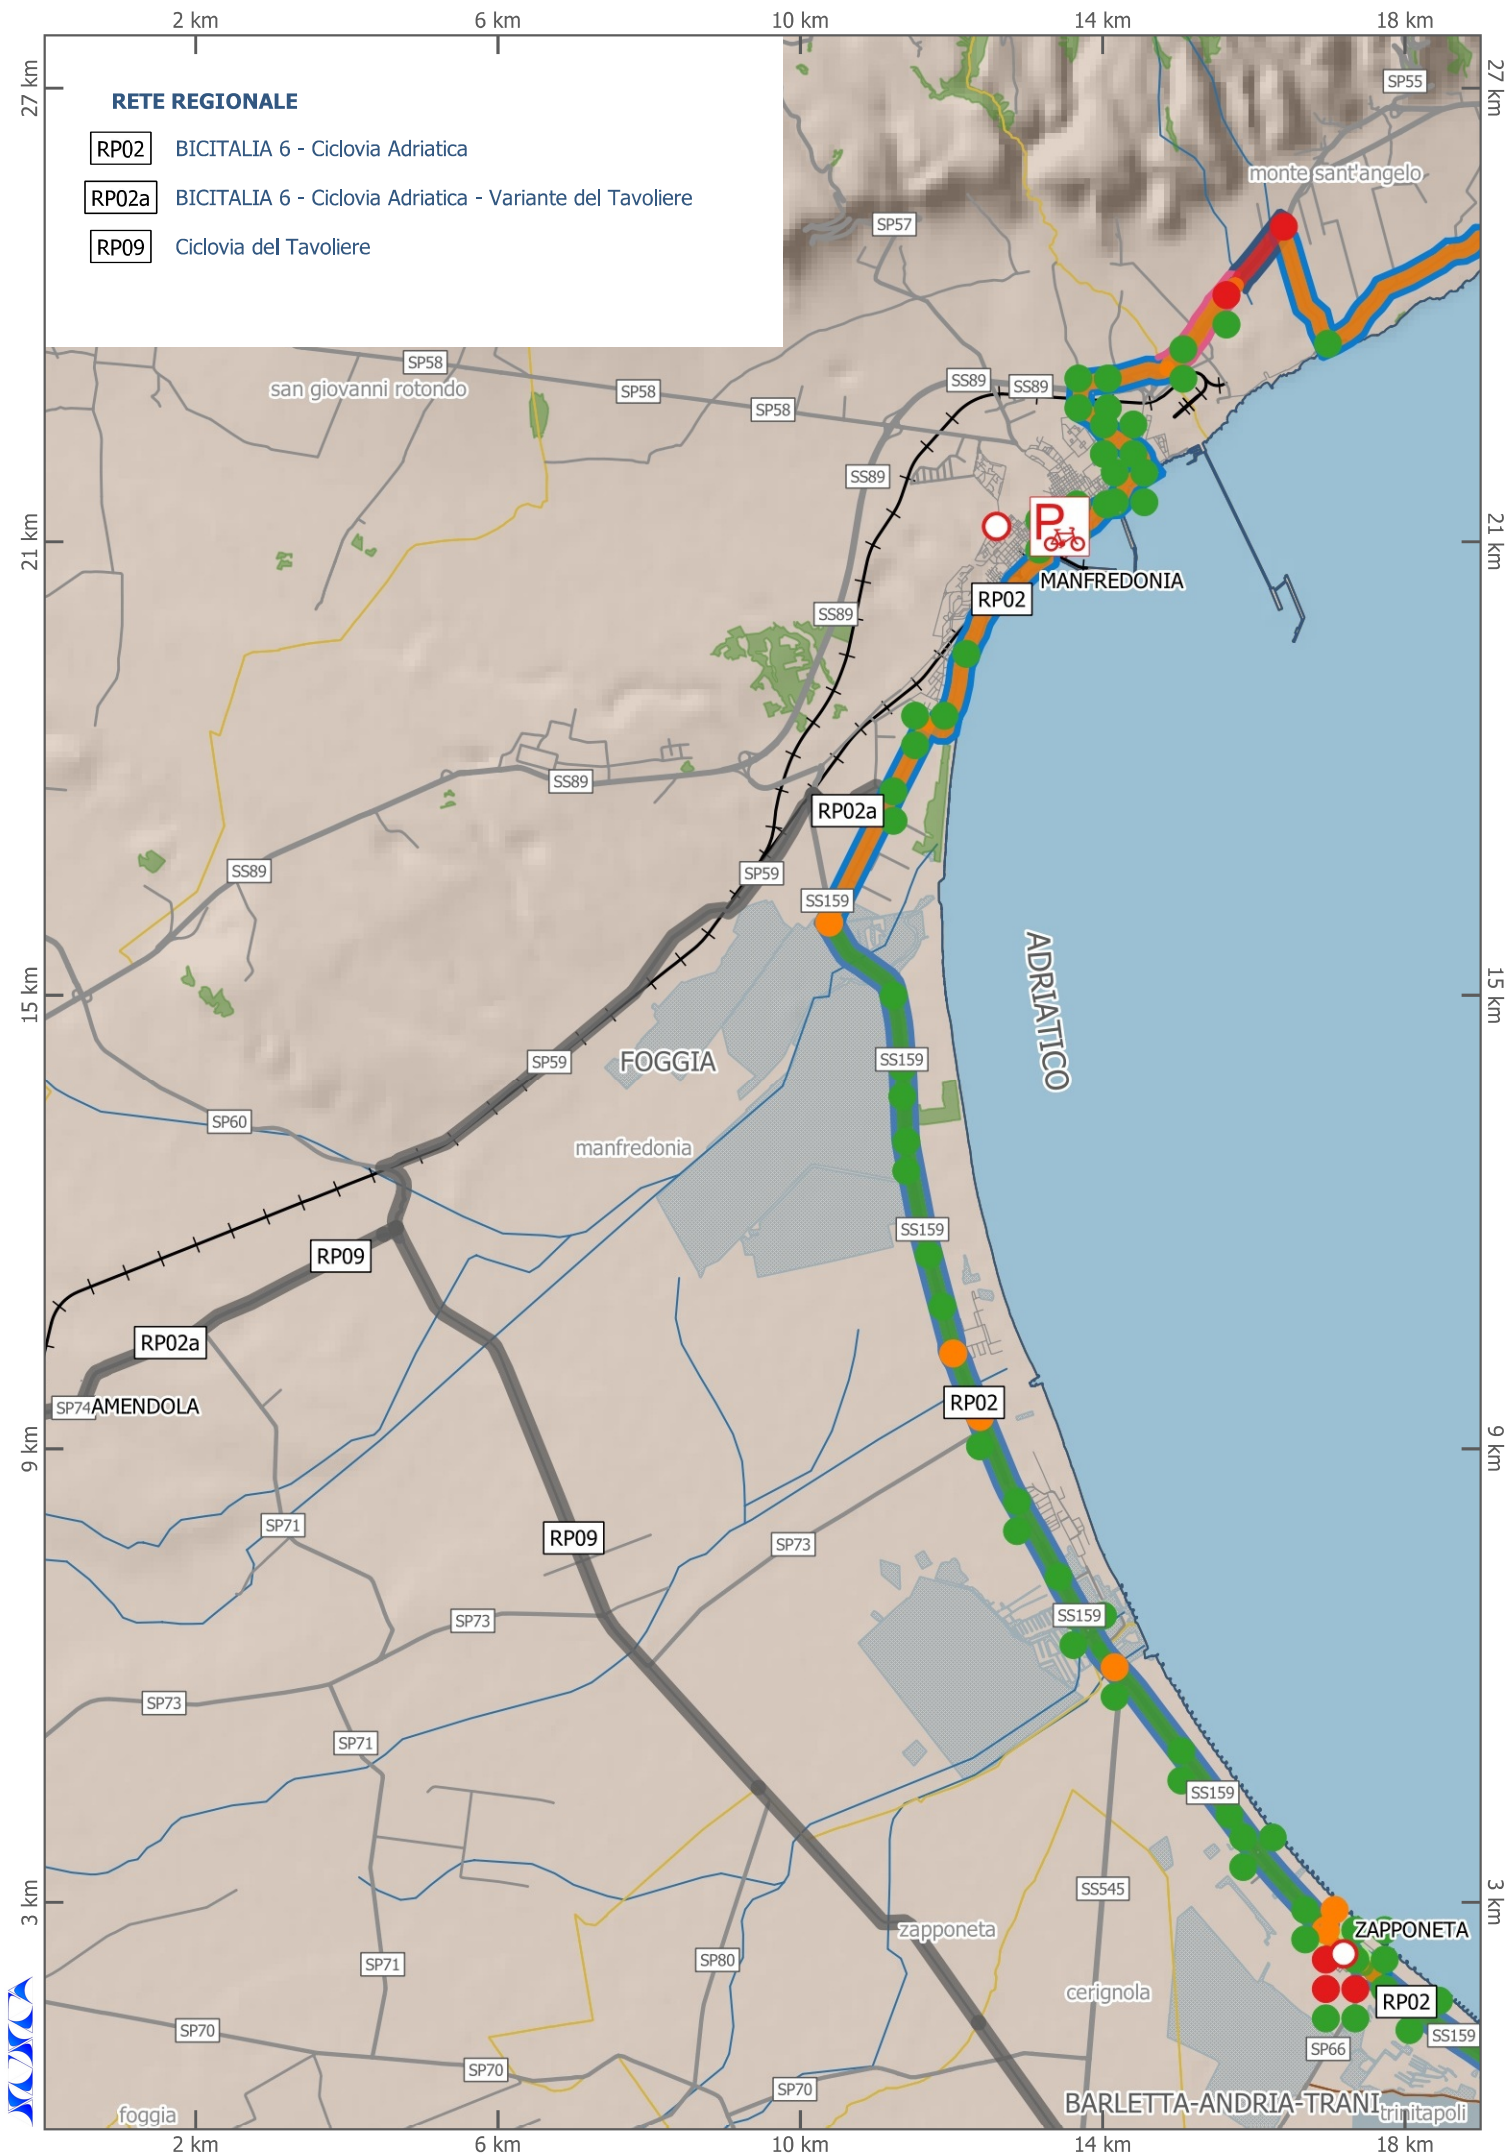 2 km
6 km
10 km
14 km
18 km
27 km
27 km
RETE REGIONALE
RP02 BICITALIA 6 - Ciclovia Adriatica
RP02a BICITALIA 6 - Ciclovia Adriatica - Variante del Tavoliere
RP09 Ciclovia del Tavoliere
SP55
monte sant'angelo
SP57
SP58
san giovanni rotondo
SP58
SP58
SS89
SS89
SS89
21 km
21 km
P
MANFREDONIA
RP02
SS89
SS89
RP02a
SS89
SP59
SS159
ADRIATICO
15 km
15 km
SP59
FOGGIA
SS159
SP60
manfredonia
SS159
RP09
RP02a
SP74
AMENDOLA
RP02
9 km
9 km
SP71
RP09
SP73
SP73
SS159
SP73
SP71
SS159
SS545
3 km
3 km
zapponeta
ZAPPONETA
SP80
SP71
cerignola
RP02
SP70
SS159
SP66
SP70
SP70
BARLETTA-ANDRIA-TRANI
foggia
trinitapoli
2 km
6 km
10 km
14 km
18 km